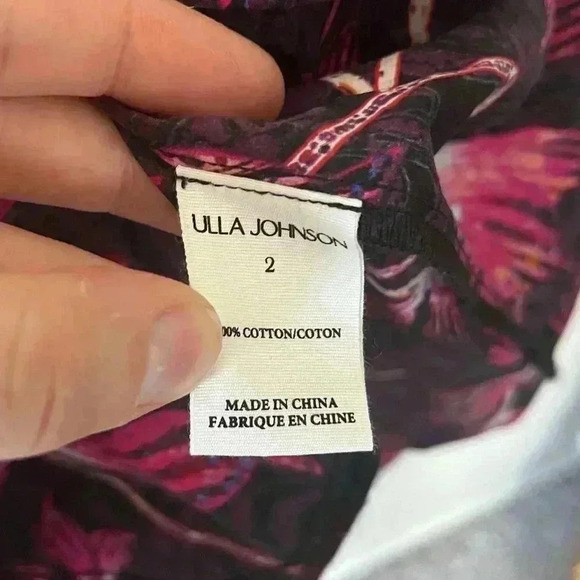 ULLA JOHNSON
2
00% COTTON/COTON
MADE IN CHINA
FABRIQUE EN CHINE